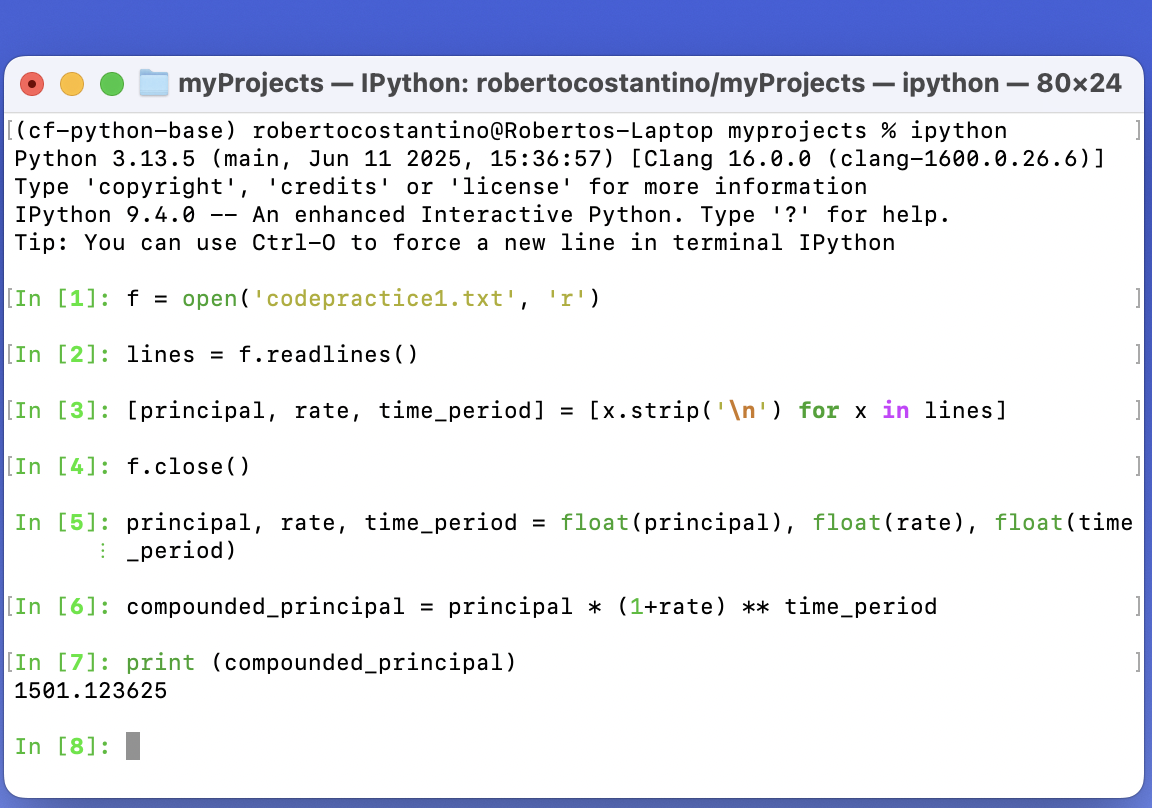 myProjects — IPython: robertocostantino/myProjects — ipython — 80×24
[(cf-python-base) robertocostantino@Robertos-Laptop myprojects % ipython ]
Python 3.13.5 (main, Jun 11 2025, 15:36:57) [Clang 16.0.0 (clang-1600.0.26.6)]
Type 'copyright', 'credits' or 'license' for more information
IPython 9.4.0 -- An enhanced Interactive Python. Type '?' for help.
Tip: You can use Ctrl-O to force a new line in terminal IPython
[In [1]: f = open('codepractice1.txt', 'r') ]
[In [2]: lines = f.readlines() ]
[In [3]: [principal, rate, time_period] = [x.strip('\n') for x in lines] ]
[In [4]: f.close() ]
In [5]: principal, rate, time_period = float(principal), float(rate), float(time
⋮ _period)
[In [6]: compounded_principal = principal * (1+rate) ** time_period ]
[In [7]: print (compounded_principal) ]
1501.123625
In [8]: